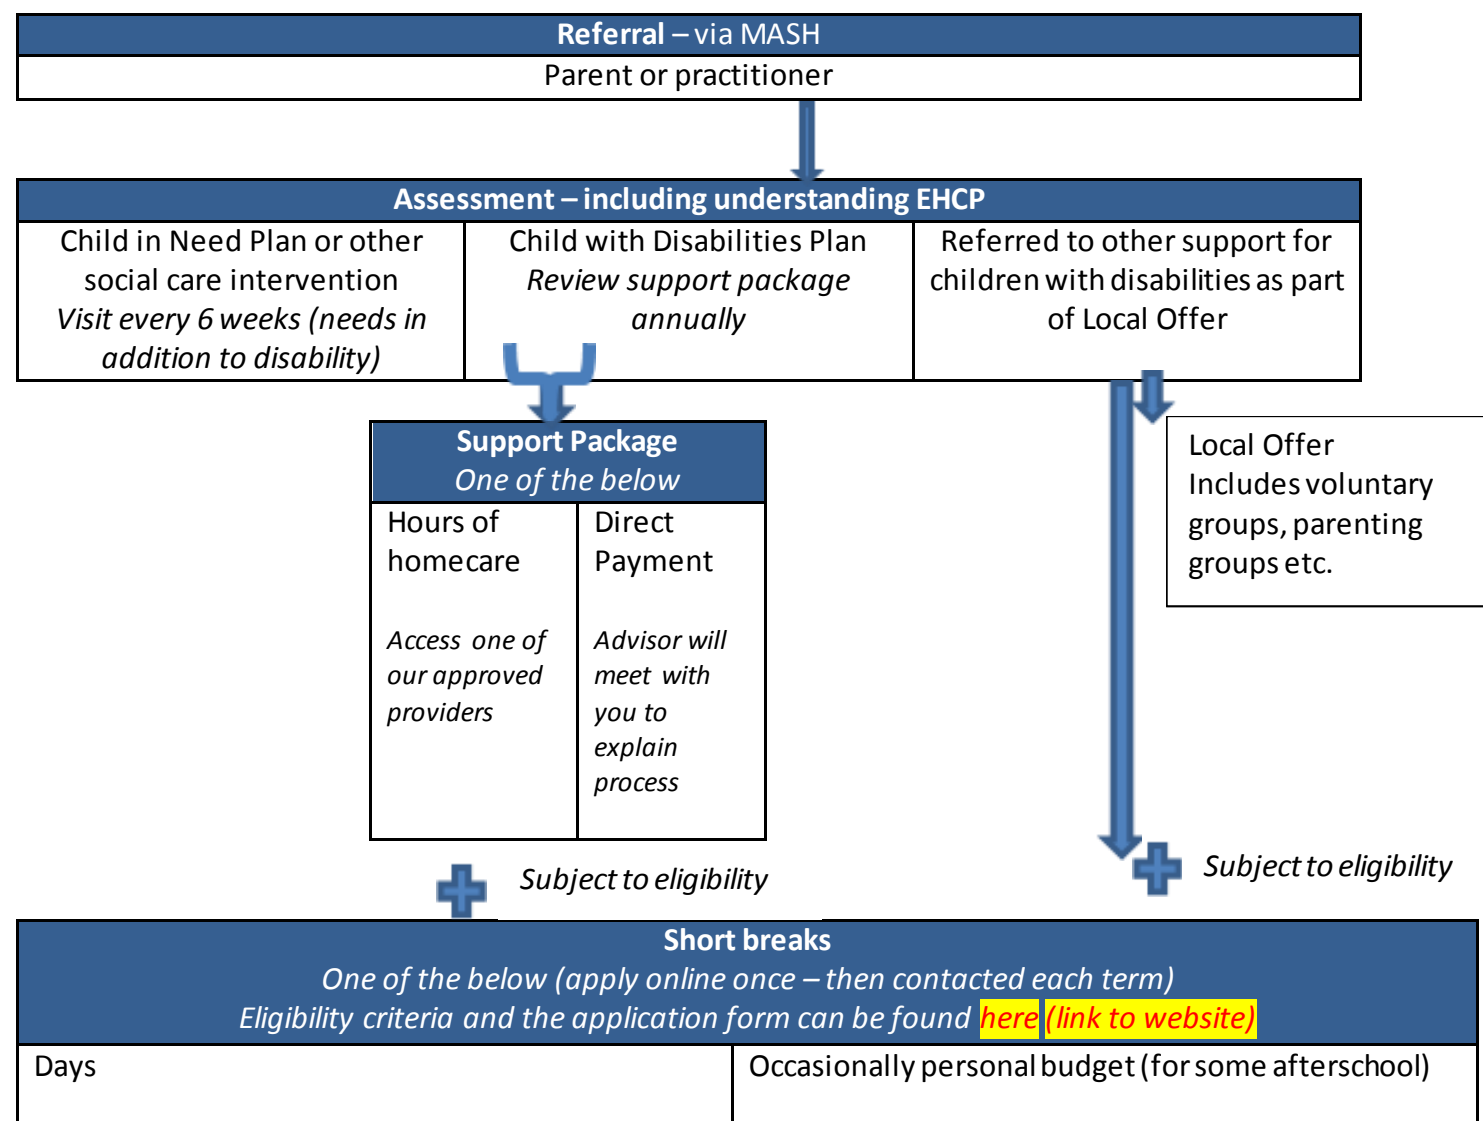 Referral – via MASH
Parent or practitioner
Assessment – including understanding EHCP
Child in Need Plan or other
social care intervention
Visit every 6 weeks (needs in
addition to disability)
Child with Disabilities Plan
Review support package
annually
Referred to other support for
children with disabilities as part
of Local Offer
Support Package
One of the below
Hours of
homecare
Access one of
our approved
providers
Direct
Payment
Advisor will
meet with
you to
explain
process
Local Offer
Includes voluntary
groups, parenting
groups etc.
Subject to eligibility
Subject to eligibility
Short breaks
One of the below (apply online once – then contacted each term)
Eligibility criteria and the application form can be found here (link to website)
Days
Occasionally personal budget (for some afterschool)